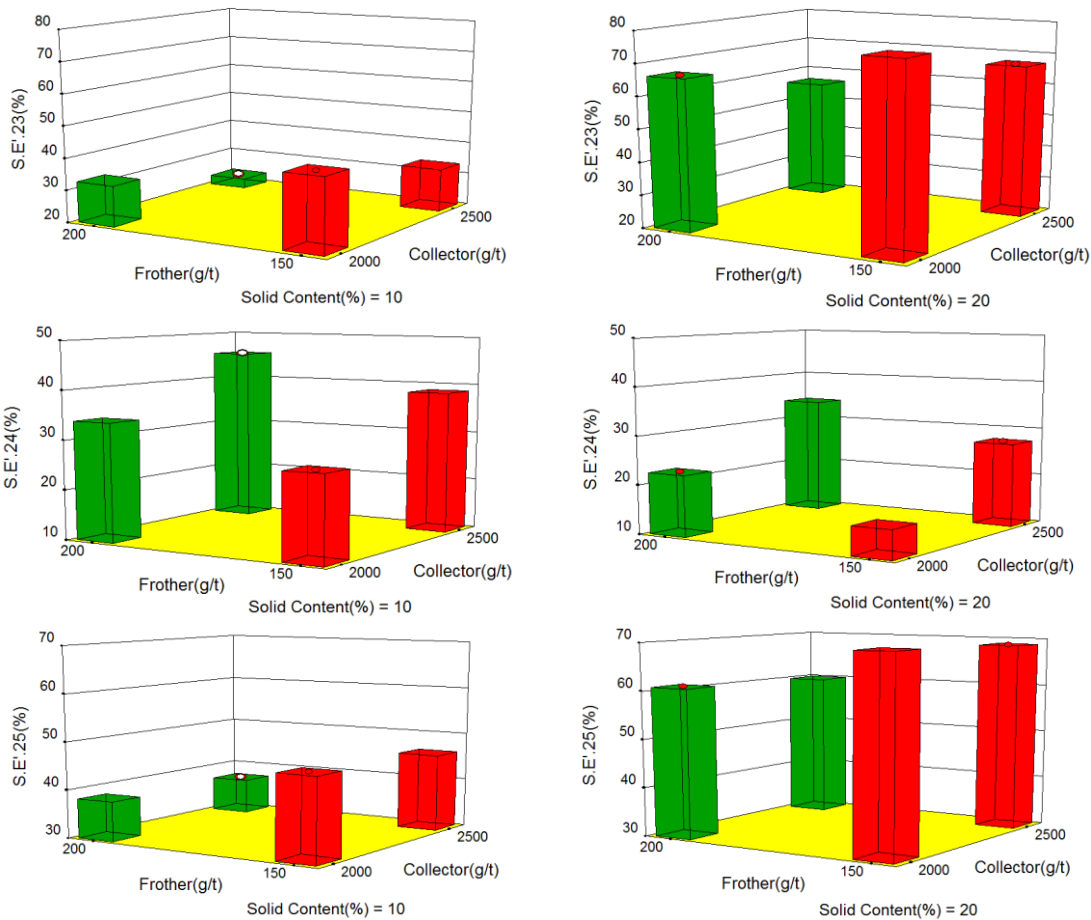 80
70
60
50
40
30
20
S.E'.23(%)
200
150
2000
2500
Frother(g/t)
Collector(g/t)
Solid Content(%) = 10
80
70
60
50
40
30
20
S.E'.23(%)
200
150
2000
2500
Frother(g/t)
Collector(g/t)
Solid Content(%) = 20
50
40
30
20
10
S.E'.24(%)
200
150
2000
2500
Frother(g/t)
Collector(g/t)
Solid Content(%) = 10
50
40
30
20
10
S.E'.24(%)
200
150
2000
2500
Frother(g/t)
Collector(g/t)
Solid Content(%) = 20
70
60
50
40
30
S.E'.25(%)
200
150
2000
2500
Frother(g/t)
Collector(g/t)
Solid Content(%) = 10
70
60
50
40
30
S.E'.25(%)
200
150
2000
2500
Frother(g/t)
Collector(g/t)
Solid Content(%) = 20